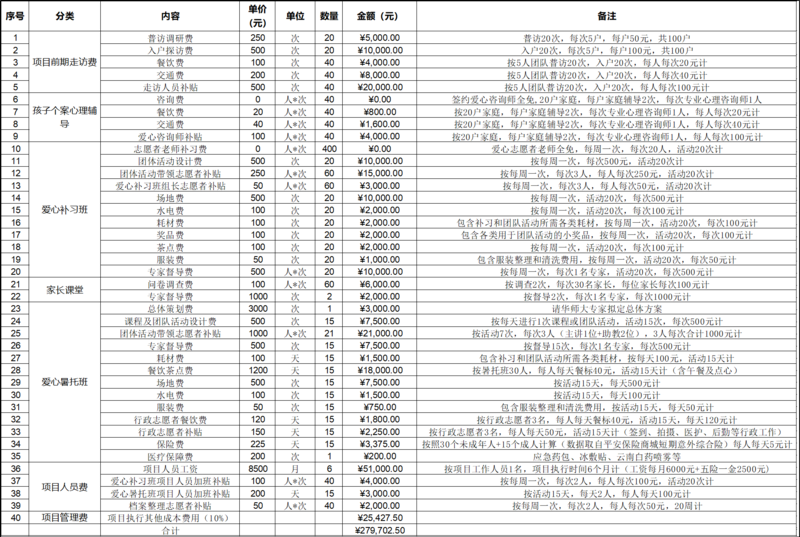 序号 分类 内容 单价（元） 单位 数量 金额（元） 备注
1 项目前期走访费 普访调研费 250 次 20 ¥5,000.00 普访20次，每次5户，每户50元，共100户
2 入户探访费 500 次 20 ¥10,000.00 入户20次，每次5户，每户100元，共100户
3 餐饮费 100 次 40 ¥4,000.00 按5人团队普访20次，入户20次，每人每次20元计
4 交通费 200 次 40 ¥8,000.00 按5人团队普访20次，入户20次，每人每次40元计
5 走访人员补贴 500 次 40 ¥20,000.00 按5人团队普访20次，入户20次，每人每次100元计
6 孩子个案心理辅导 咨询费 0 人*次 40 ¥0.00 签约爱心咨询师全免,20户家庭，每户家庭辅导2次，每次专业心理咨询师1人
7 餐饮费 20 人*次 40 ¥800.00 按20户家庭，每户家庭辅导2次，每次专业心理咨询师1人，每人每次20元计
8 交通费 40 人*次 40 ¥1,600.00 按20户家庭，每户家庭辅导2次，每次专业心理咨询师1人，每人每次40元计
9 爱心咨询师补贴 100 人*次 40 ¥4,000.00 按20户家庭，每户家庭辅导2次，每次专业心理咨询师1人，每人每次100元计
10 爱心补习班 志愿者老师补习费 0 人*次 400 ¥0.00 爱心志愿者老师全免，每周一次，每次20人，活动20次计
11 团体活动设计费 500 次 20 ¥10,000.00 按每周一次，每次500元，活动20次计
12 团体活动带领志愿者补贴 250 人*次 60 ¥15,000.00 按每周一次，每次3人，每人每次250元，活动20次计
13 爱心补习班组长志愿者补贴 50 人*次 60 ¥3,000.00 按每周一次，每次3人，每人每次50元，活动20次计
14 场地费 500 次 20 ¥10,000.00 按每周一次，活动20次，每次500元计
15 水电费 100 次 20 ¥2,000.00 按每周一次，活动20次，每次100元计
16 耗材费 100 次 20 ¥2,000.00 包含补习和团队活动所需各类耗材，按每周一次，活动20次，每次100元计
17 奖品费 100 次 20 ¥2,000.00 包含各类用于团队活动的小奖品，按每周一次，活动20次，每次100元计
18 茶点费 100 次 20 ¥2,000.00 按每周一次，活动20次，每次100元计
19 服装费 50 次 20 ¥1,000.00 包含服装整理和清洗费用，按每周一次，活动20次，每次50元计
20 专家督导费 500 人*次 20 ¥10,000.00 按每周一次，每次1名专家，活动20次，每次500元计
21 家长课堂 问卷调查费 100 人*次 60 ¥6,000.00 按调查2次，每次30名家长，每位家长每次100元计
22 专家督导费 1000 次 2 ¥2,000.00 按督导2次，每次1名专家，每次1000元计
23 爱心暑托班 总体策划费 3000 次 1 ¥3,000.00 请华师大专家拟定总体方案
24 课程及团队活动设计费 500 次 15 ¥7,500.00 按每天进行1次课程或团队活动，活动15次，每次500元计
25 团体活动带领志愿者补贴 1000 人*次 21 ¥21,000.00 按活动7次，每次3人（主讲1位+助教2位），3人每次合计1000元计
26 专家督导费 500 次 15 ¥7,500.00 按督导15次，每次1名专家，每次500元计
27 耗材费 100 天 15 ¥1,500.00 包含补习和团队活动所需各类耗材，按每天100元，活动15天计
28 餐饮茶点费 1200 天 15 ¥18,000.00 按暑托班30人，每人每天餐标40元，活动15天计（含午餐及点心）
29 场地费 500 次 15 ¥7,500.00 按活动15天，每天500元计
30 水电费 100 次 15 ¥1,500.00 按活动15天，每天100元计
31 服装费 50 次 15 ¥750.00 包含服装整理和清洗费用，按活动15天，每天50元计
32 行政志愿者餐饮费 120 天 15 ¥1,800.00 按行政志愿者3名，每人每天餐标40元，活动15天，每天120元计
33 行政志愿者补贴 150 天 15 ¥2,250.00 按行政志愿者3名，每人每天50元，活动15天计（签到、拍摄、医护、后勤等行政工作）
34 保险费 225 天 15 ¥3,375.00 按照30个未成年人+15个成人计算（数据取自平安保险商城短期意外综合险）每人每天5元计
35 医疗保障费 200 次 1 ¥200.00 应急药包、冰敷贴、云南白药喷雾等
36 项目人员费 项目人员工资 8500 月 6 ¥51,000.00 按项目工作人员1名，项目执行时间6个月计（工资每月6000元+五险一金2500元)
37 爱心补习班项目人员加班补贴 100 人*次 40 ¥4,000.00 按每周一次，每次2人，每人每次100元，活动20次计
38 爱心暑托班项目人员加班补贴 200 天 15 ¥3,000.00 按活动15天，每天2人，每人每天100元
39 档案整理志愿者补贴 50 人*次 40 ¥2,000.00 按每周一次，每次2人，每人每次50元，20周计
40 项目管理费 项目执行其他成本费用（10%） ¥25,427.50
合计 ¥279,702.50